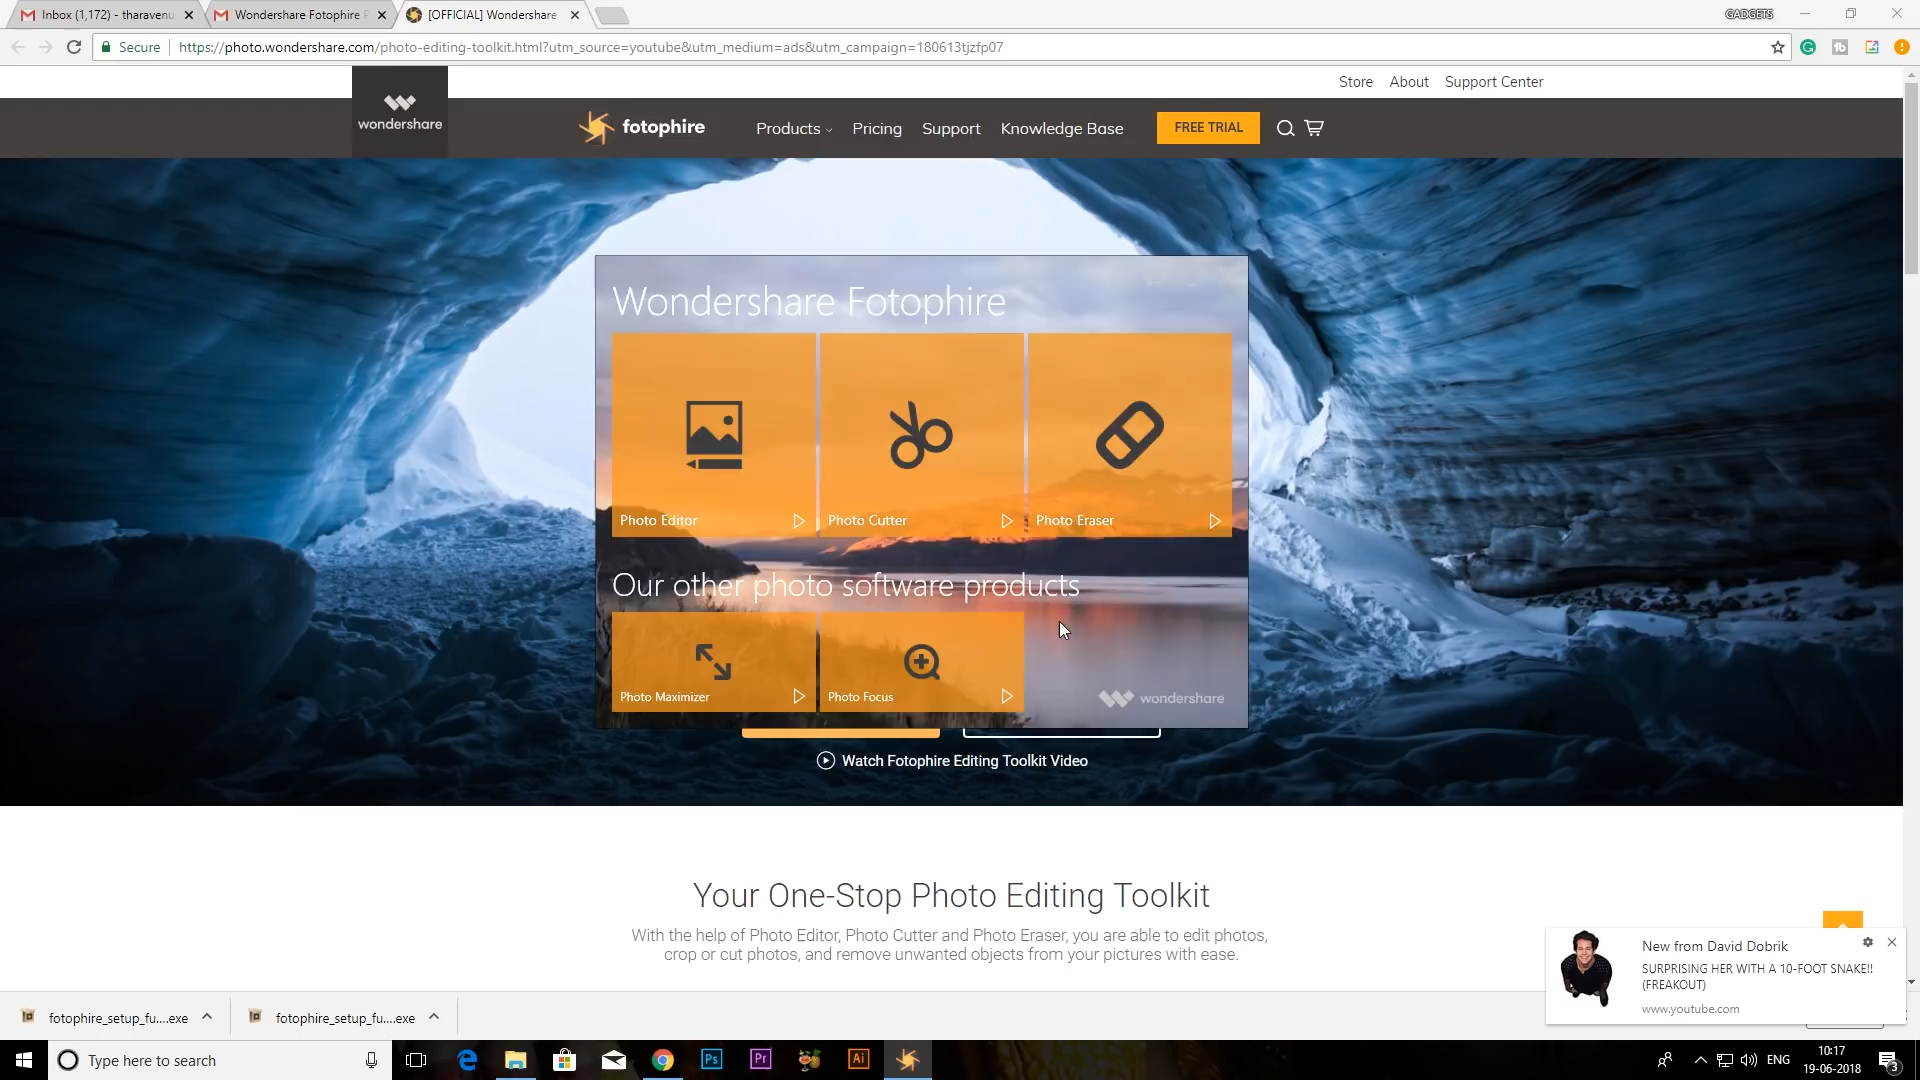 Inbox (1,172) - tharavenu
Wondershare Fotophire P
[OFFICIAL] Wondershare
GADGETS
Secure
https://photo.wondershare.com/photo-editing-toolkit.html?utm_source=youtube&utm_medium=ads&utm_campaign=180613tjzfp07
Store About Support Center
wondershare
fotophire
Products Pricing Support Knowledge Base
FREE TRIAL
Wondershare Fotophire
Photo Editor
Photo Cutter
Photo Eraser
Our other photo software products
Photo Maximizer
Photo Focus
wondershare
Watch Fotophire Editing Toolkit Video
Your One-Stop Photo Editing Toolkit
With the help of Photo Editor, Photo Cutter and Photo Eraser, you are able to edit photos,
crop or cut photos, and remove unwanted objects from your pictures with ease.
New from David Dobrik
SURPRISING HER WITH A 10-FOOT SNAKE!!
(FREAKOUT)
www.youtube.com
fotophire_setup_fu....exe
fotophire_setup_fu....exe
Type here to search
Ps
Pr
Ai
ENG
10:17
19-06-2018
3